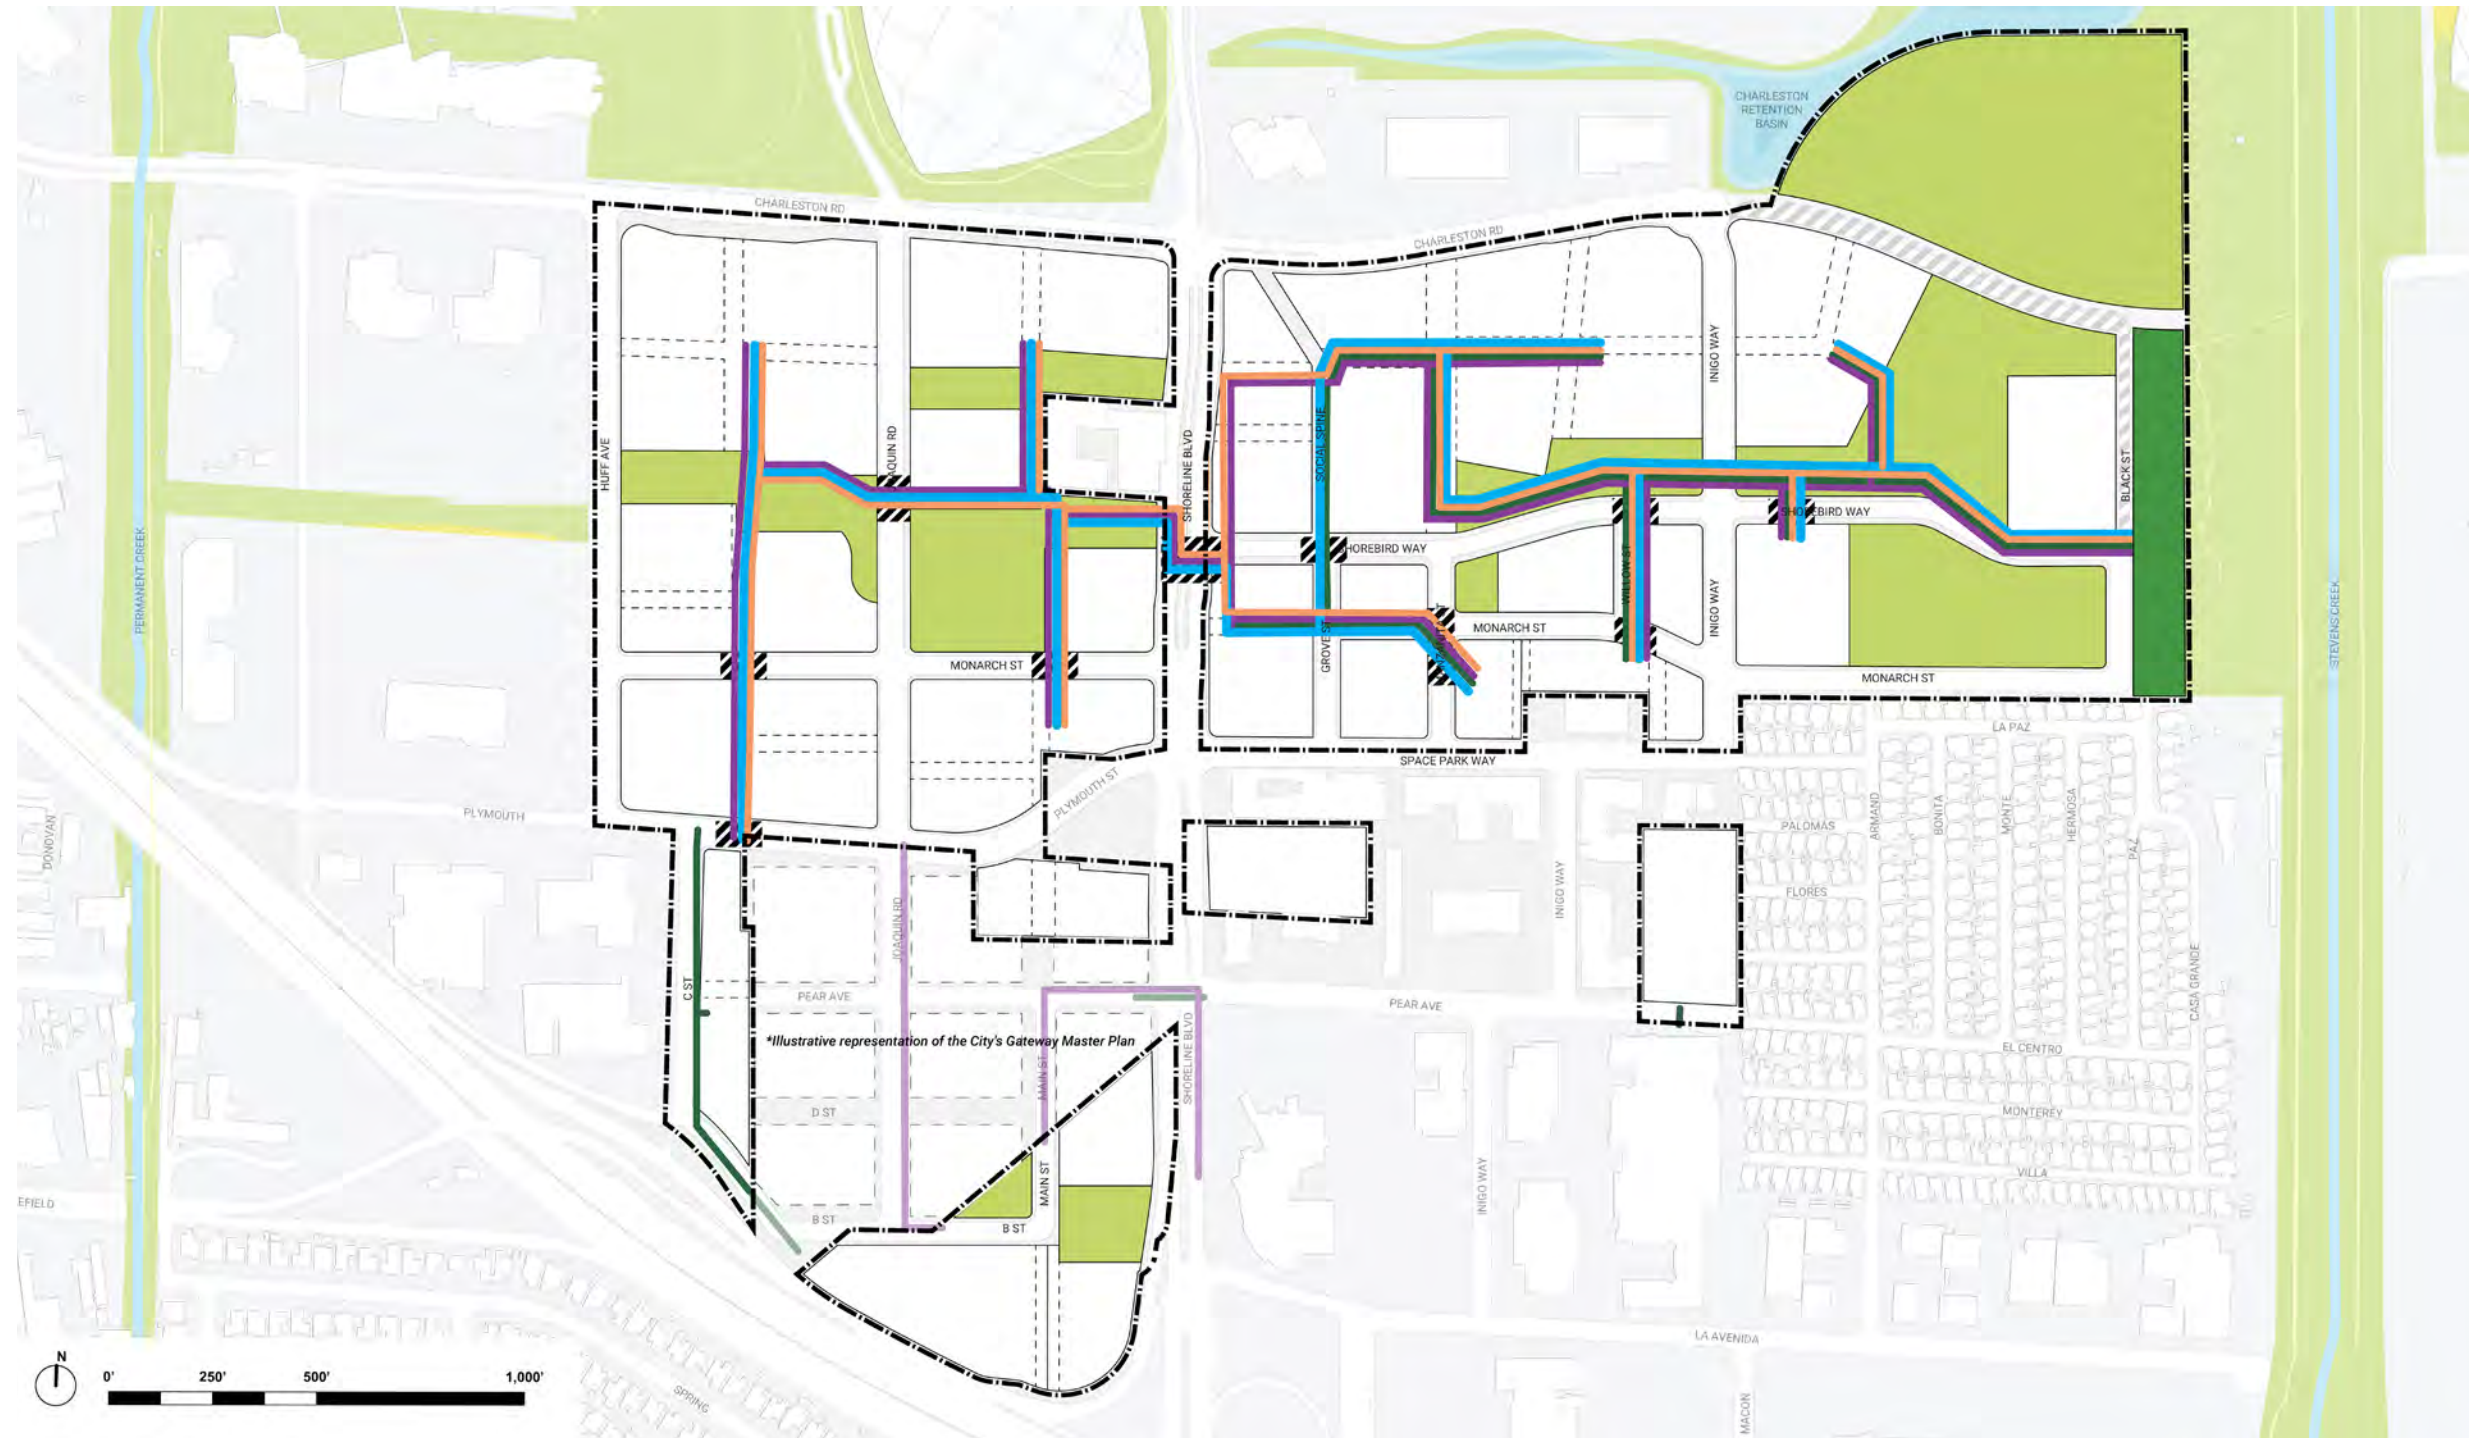 CHARLESTON
RETENTION
BASIN
CHARLESTON RD
CHARLESTON RD
INIGO WAY
SOCIAL SPINE
HUFF AVE
SHORELINE BLVD
BLACK ST
SHOREBIRD WAY
SHOREBIRD WAY
PERMANENT CREEK
STEVENS CREEK
WILLOW ST
INIGO WAY
MONARCH ST
GROVE ST
MONARCH ST
MONARCH ST
LA PAZ
SPACE PARK WAY
PLYMOUTH ST
PLYMOUTH
DONOVAN
PALOMAS
ARMAND
BONITA
MONTE
HERMOSA
PAZ
FLORES
INIGO WAY
JOAQUIN RD
C ST
CASA GRANDE
PEAR AVE
PEAR AVE
*Illustrative representation of the City's Gateway Master Plan
EL CENTRO
MAIN ST
SHORELINE BLVD
D ST
MONTEREY
MAIN ST
INIGO WAY
VILLA
EFIELD
B ST
B ST
LA AVENIDA
N
0' 250' 500' 1,000'
SPRING
MACON